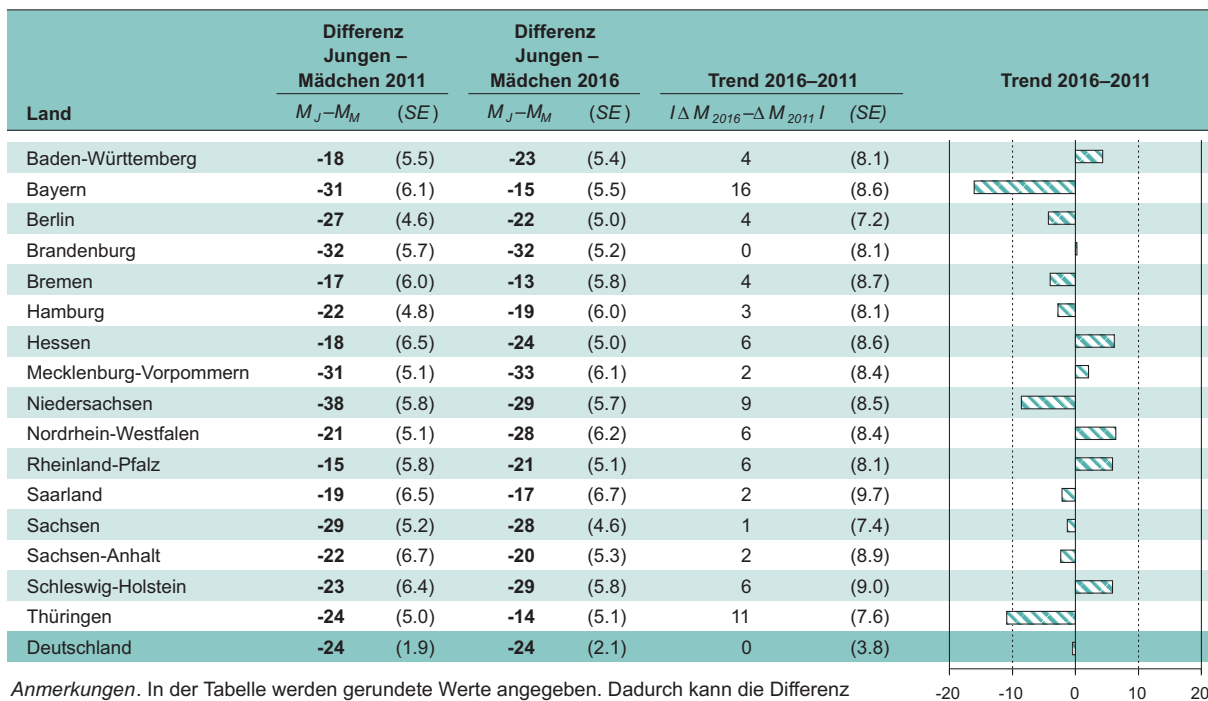 Differenz Jungen – Mädchen 2011 Differenz Jungen – Mädchen 2016 Trend 2016–2011 Trend 2016–2011
Land M_J–M_M (SE) M_J–M_M (SE) I Δ M_2016–Δ M_2011 I (SE)
Baden-Württemberg -18 (5.5) -23 (5.4) 4 (8.1)
Bayern -31 (6.1) -15 (5.5) 16 (8.6)
Berlin -27 (4.6) -22 (5.0) 4 (7.2)
Brandenburg -32 (5.7) -32 (5.2) 0 (8.1)
Bremen -17 (6.0) -13 (5.8) 4 (8.7)
Hamburg -22 (4.8) -19 (6.0) 3 (8.1)
Hessen -18 (6.5) -24 (5.0) 6 (8.6)
Mecklenburg-Vorpommern -31 (5.1) -33 (6.1) 2 (8.4)
Niedersachsen -38 (5.8) -29 (5.7) 9 (8.5)
Nordrhein-Westfalen -21 (5.1) -28 (6.2) 6 (8.4)
Rheinland-Pfalz -15 (5.8) -21 (5.1) 6 (8.1)
Saarland -19 (6.5) -17 (6.7) 2 (9.7)
Sachsen -29 (5.2) -28 (4.6) 1 (7.4)
Sachsen-Anhalt -22 (6.7) -20 (5.3) 2 (8.9)
Schleswig-Holstein -23 (6.4) -29 (5.8) 6 (9.0)
Thüringen -24 (5.0) -14 (5.1) 11 (7.6)
Deutschland -24 (1.9) -24 (2.1) 0 (3.8)
Anmerkungen. In der Tabelle werden gerundete Werte angegeben. Dadurch kann die Differenz
-20 -10 0 10 20